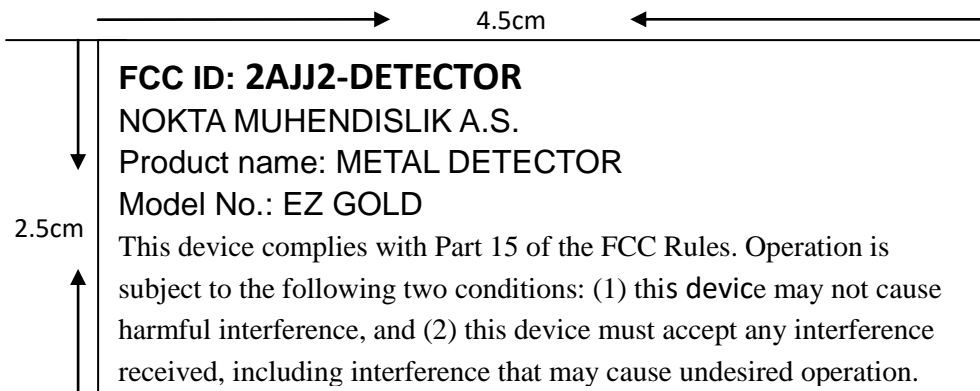 4.5cm
FCC ID: 2AJJ2-DETECTOR
NOKTA MUHENDISLIK A.S.
Product name: METAL DETECTOR
Model No.: EZ GOLD
2.5cm
This device complies with Part 15 of the FCC Rules. Operation is
subject to the following two conditions: (1) this device may not cause
harmful interference, and (2) this device must accept any interference
received, including interference that may cause undesired operation.